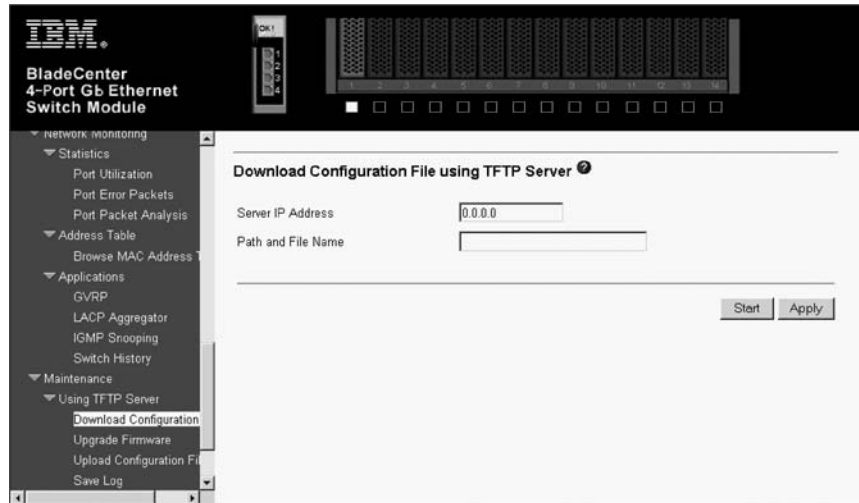 IBM.
BladeCenter
4-Port Gb Ethernet
Switch Module
OK!
1
2
3
4
1 2 3 4 5 6 7 8 9 10 11 12 13 14
Network Monitoring
Statistics
Port Utilization
Port Error Packets
Port Packet Analysis
Address Table
Browse MAC Address T
Applications
GVRP
LACP Aggregator
IGMP Snooping
Switch History
Maintenance
Using TFTP Server
Download Configuration
Upgrade Firmware
Upload Configuration Fil
Save Log
Download Configuration File using TFTP Server ?
Server IP Address 0.0.0.0
Path and File Name
Start Apply